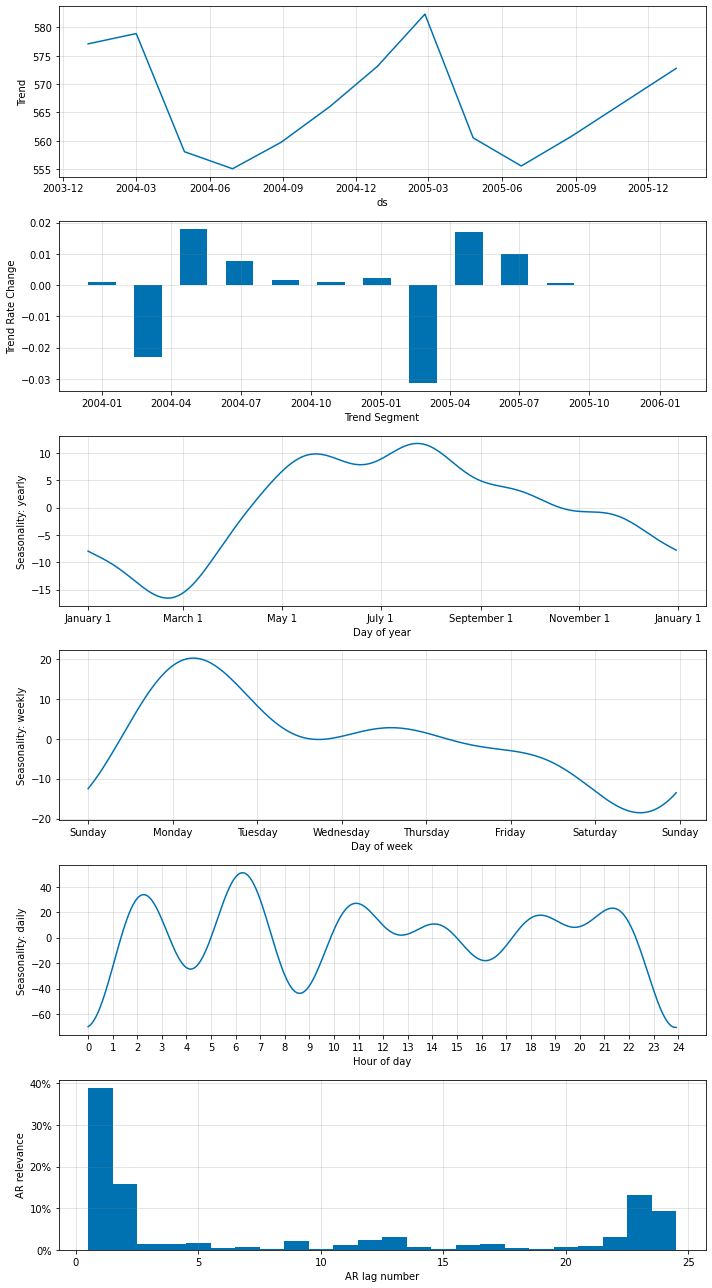 Trend
580
575
570
565
560
555
2003-12 2004-03 2004-06 2004-09 2004-12 2005-03 2005-06 2005-09 2005-12
ds
Trend Rate Change
0.02
0.01
0.00
−0.01
−0.02
−0.03
2004-01 2004-04 2004-07 2004-10 2005-01 2005-04 2005-07 2005-10 2006-01
Trend Segment
Seasonality: yearly
10
5
0
−5
−10
−15
January 1 March 1 May 1 July 1 September 1 November 1 January 1
Day of year
Seasonality: weekly
20
10
0
−10
−20
Sunday Monday Tuesday Wednesday Thursday Friday Saturday Sunday
Day of week
Seasonality: daily
40
20
0
−20
−40
−60
0 1 2 3 4 5 6 7 8 9 10 11 12 13 14 15 16 17 18 19 20 21 22 23 24
Hour of day
AR relevance
40%
30%
20%
10%
0%
0 5 10 15 20 25
AR lag number